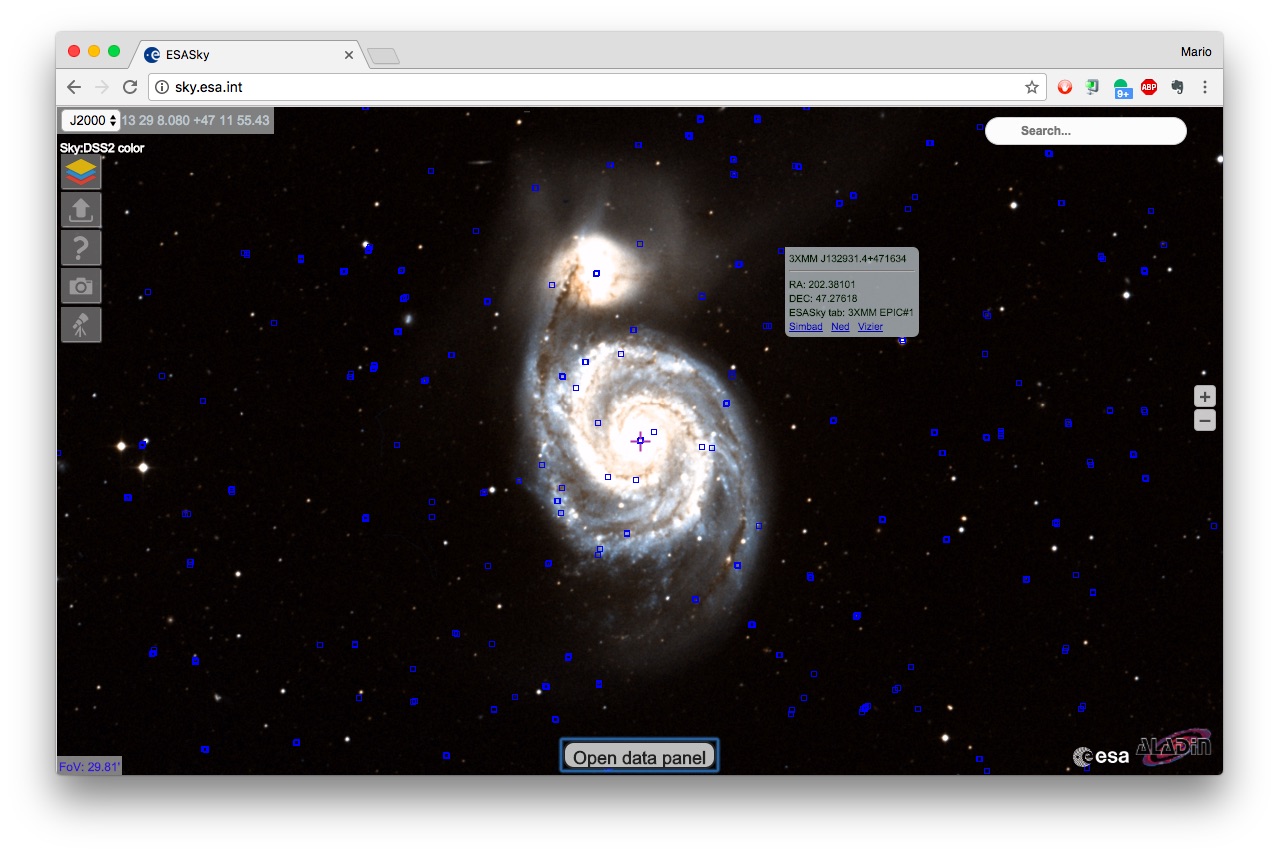 ESASky
Mario
sky.esa.int
9+
ABP
J2000 13 29 8.080 +47 11 55.43
Search...
Sky:DSS2 color
?
3XMM J132931.4+471634
RA: 202.38101
DEC: 47.27618
ESASky tab: 3XMM EPIC#1
Simbad Ned Vizier
+
−
Open data panel
esa ALADiN
FoV: 29.81'